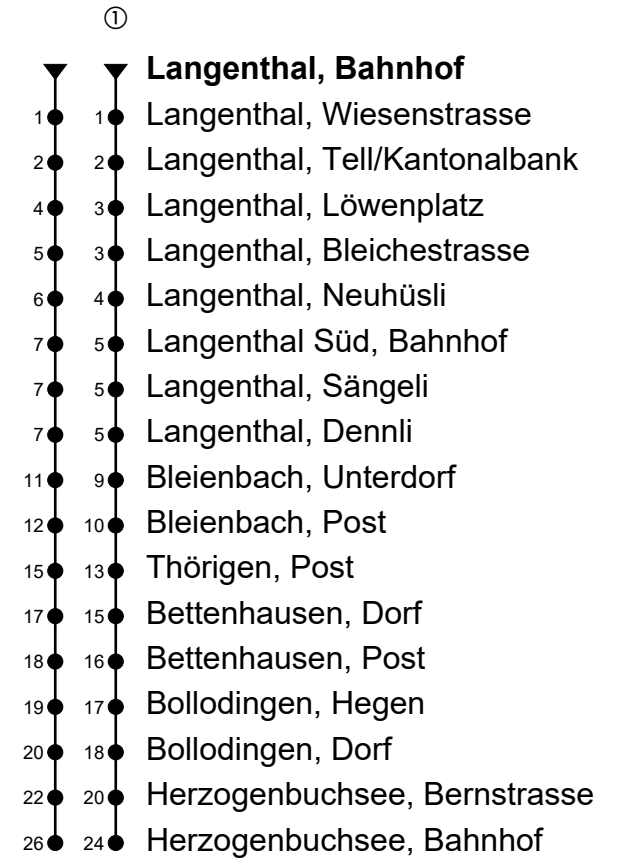 ①
Langenthal, Bahnhof
1 1 Langenthal, Wiesenstrasse
2 2 Langenthal, Tell/Kantonalbank
4 3 Langenthal, Löwenplatz
5 3 Langenthal, Bleichestrasse
6 4 Langenthal, Neuhüsli
7 5 Langenthal Süd, Bahnhof
7 5 Langenthal, Sängeli
7 5 Langenthal, Dennli
11 9 Bleienbach, Unterdorf
12 10 Bleienbach, Post
15 13 Thörigen, Post
17 15 Bettenhausen, Dorf
18 16 Bettenhausen, Post
19 17 Bollodingen, Hegen
20 18 Bollodingen, Dorf
22 20 Herzogenbuchsee, Bernstrasse
26 24 Herzogenbuchsee, Bahnhof